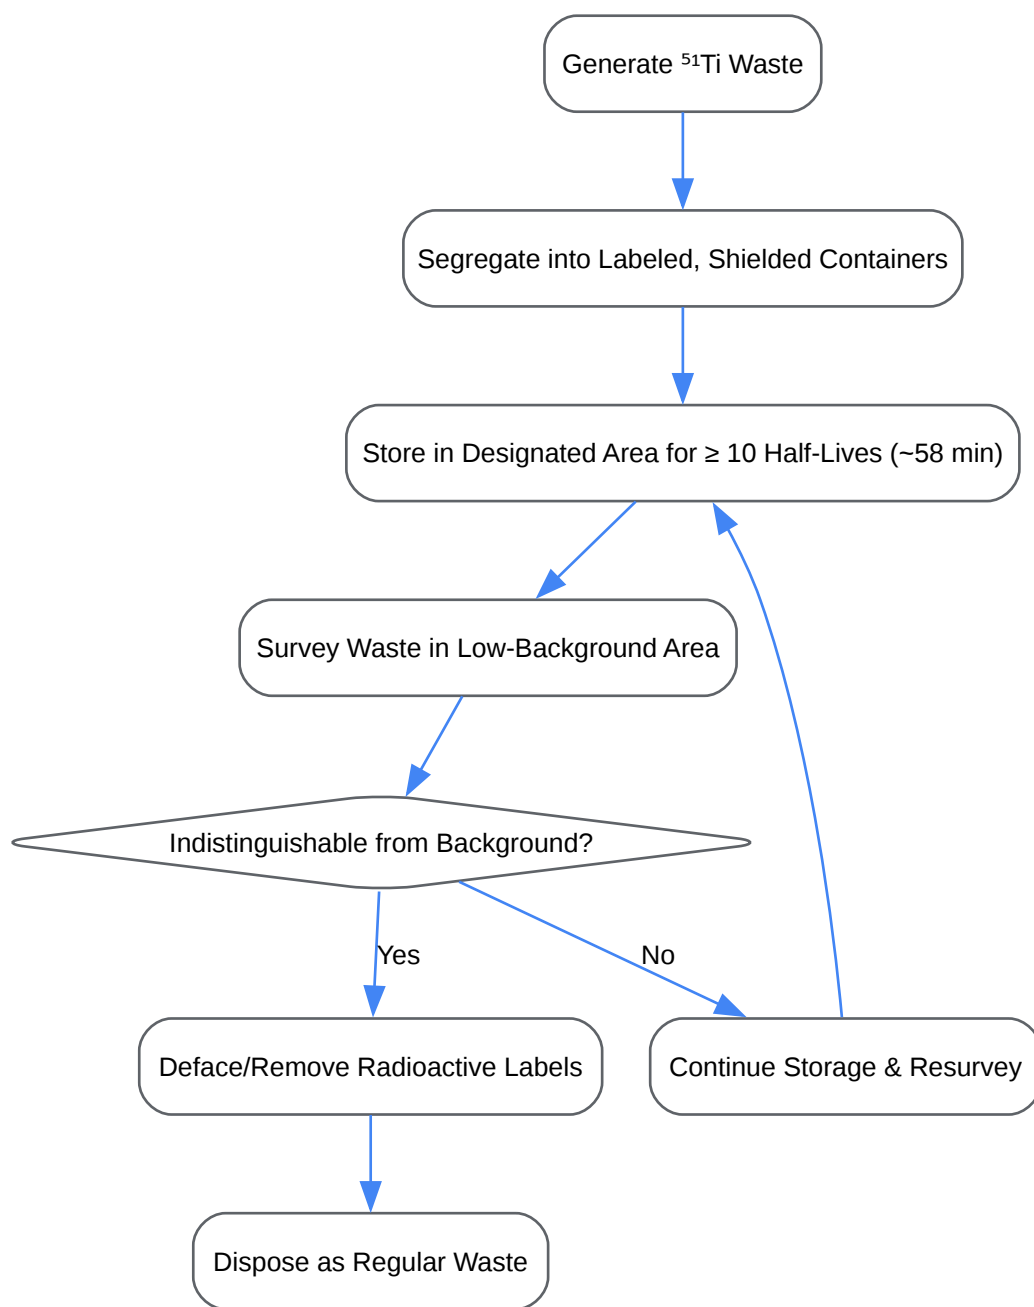 Generate ⁵¹Ti Waste
Segregate into Labeled, Shielded Containers
Store in Designated Area for ≥ 10 Half-Lives (~58 min)
Survey Waste in Low-Background Area
Indistinguishable from Background?
Yes
No
Deface/Remove Radioactive Labels
Continue Storage & Resurvey
Dispose as Regular Waste